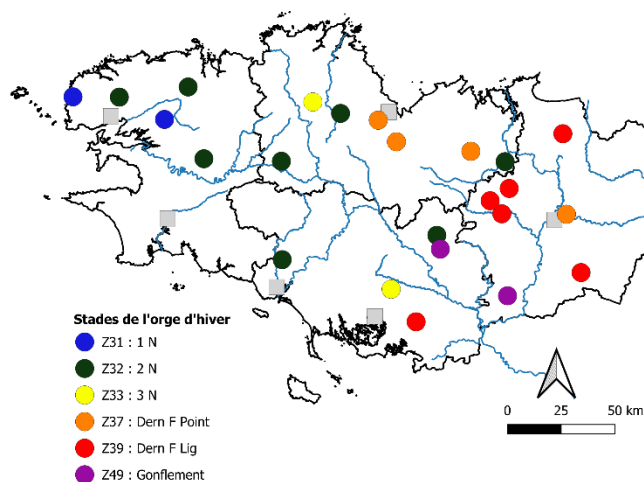 Stades de l'orge d'hiver
Z31 : 1 N
Z32 : 2 N
Z33 : 3 N
Z37 : Dern F Point
Z39 : Dern F Lig
Z49 : Gonflement
0 25 50 km